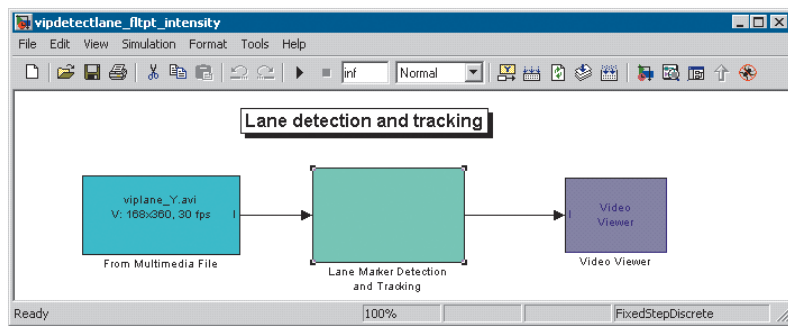 vipdetectlane_fltpt_intensity
File Edit View Simulation Format Tools Help
inf Normal
Lane detection and tracking
viplane_Y.avi
V: 168x360, 30 fps
I
I
Video
Viewer
From Multimedia File
Lane Marker Detection
and Tracking
Video Viewer
Ready 100% FixedStepDiscrete